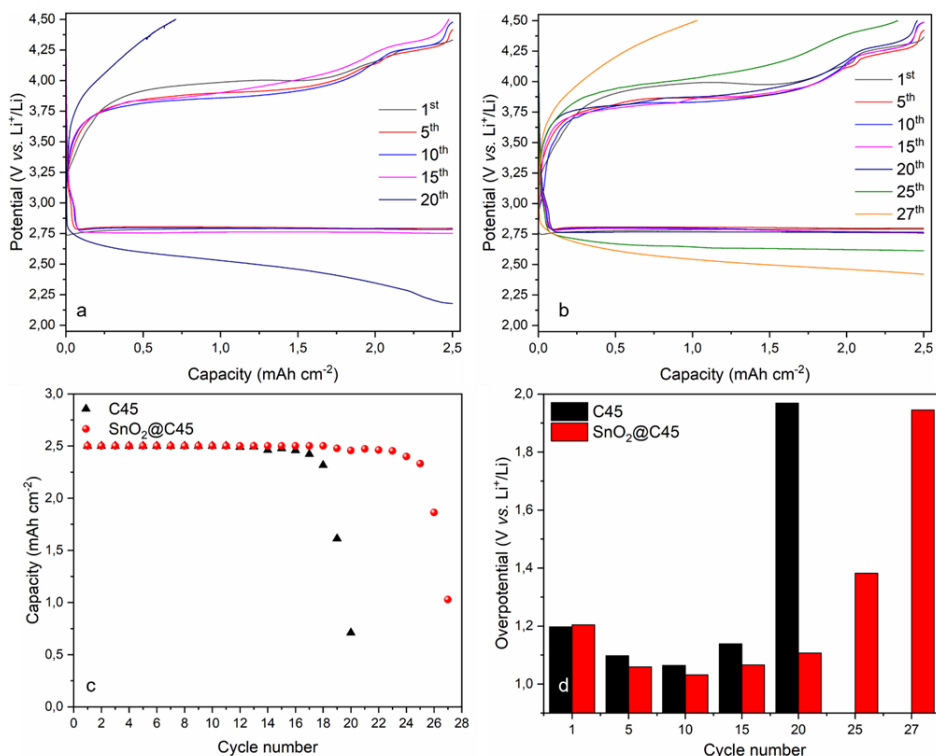 4,50
4,25
4,00
3,75
3,50
3,25
3,00
2,75
2,50
2,25
2,00
Potential (V vs. Li⁺/Li)
1st
5th
10th
15th
20th
a
0,0 0,5 1,0 1,5 2,0 2,5
Capacity (mAh cm⁻²)
4,50
4,25
4,00
3,75
3,50
3,25
3,00
2,75
2,50
2,25
2,00
Potential (V vs. Li⁺/Li)
1st
5th
10th
15th
20th
25th
27th
b
0,0 0,5 1,0 1,5 2,0 2,5
Capacity (mAh cm⁻²)
3,0
2,5
2,0
1,5
1,0
0,5
0,0
Capacity (mAh cm⁻²)
C45
SnO₂@C45
c
0 2 4 6 8 10 12 14 16 18 20 22 24 26 28
Cycle number
2,0
1,8
1,6
1,4
1,2
1,0
Overpotential (V vs. Li⁺/Li)
C45
SnO₂@C45
d
1 5 10 15 20 25 27
Cycle number